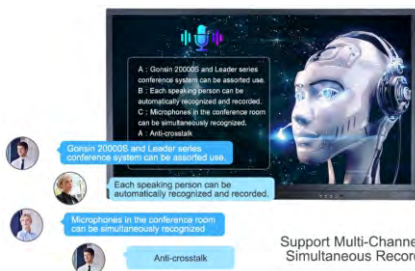 A : Gonsin 20000S and Leader series
conference system can be assorted use.
B : Each speaking person can be
automatically recognized and recorded.
C : Microphones in the conference room
can be simultaneously recognized.
A : Anti-crosstalk
Gonsin 20000S and Leader series
conference system can be assorted use.
Each speaking person can be
automatically recognized and recorded.
Microphones in the conference room
can be simultaneously recognized
Anti-crosstalk
Support Multi-Channe
Simultaneous Recor